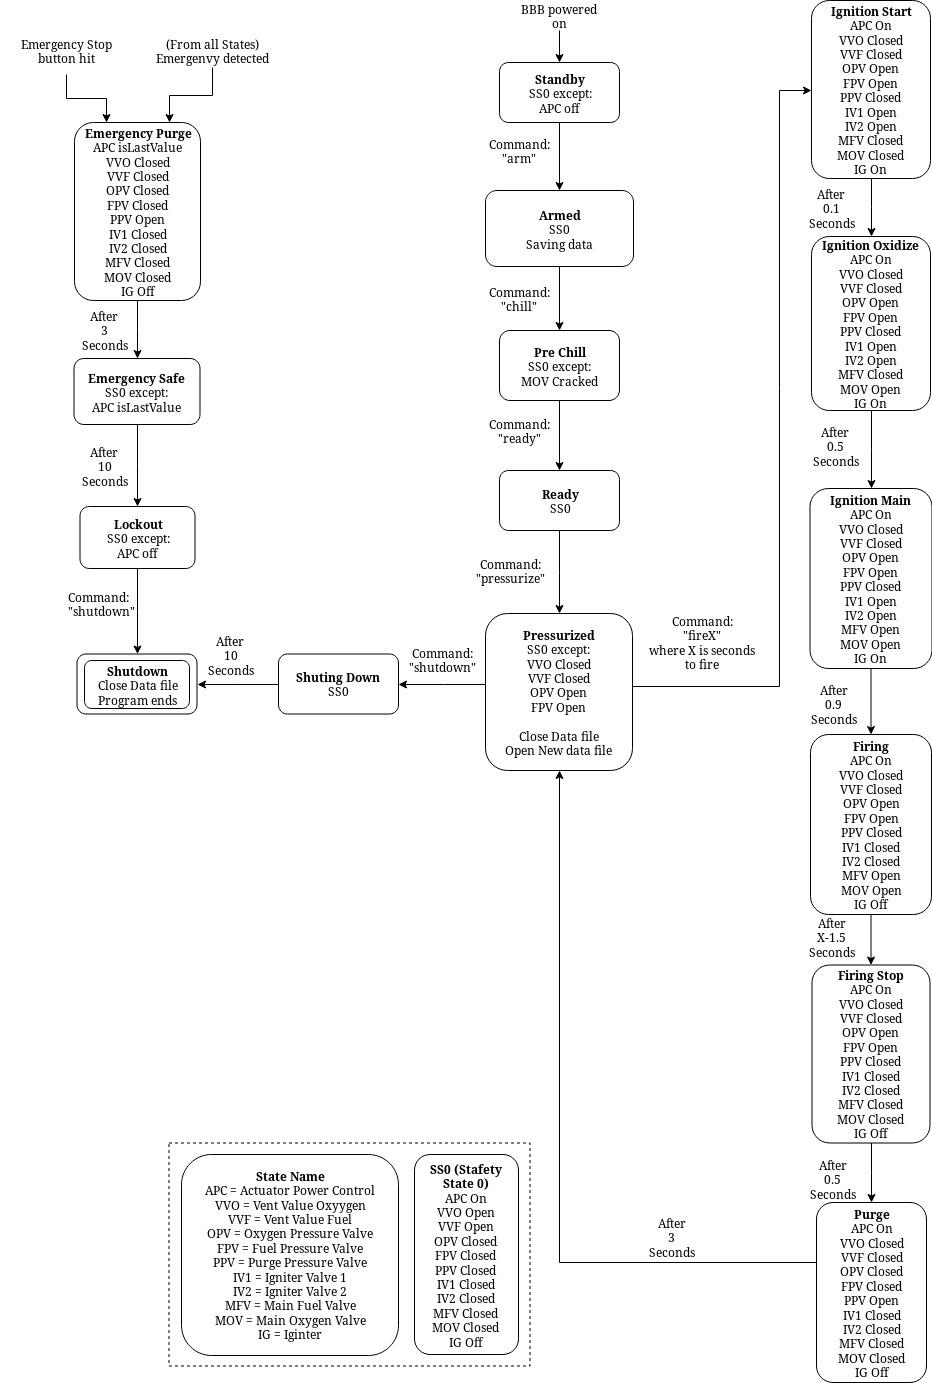 Emergency Stop
button hit
(From all States)
Emergenvy detected
Emergency Purge
APC isLastValue
VVO Closed
VVF Closed
OPV Closed
FPV Closed
PPV Open
IV1 Closed
IV2 Closed
MFV Closed
MOV Closed
IG Off
After
3
Seconds
Emergency Safe
SS0 except:
APC isLastValue
After
10
Seconds
Lockout
SS0 except:
APC off
Command:
"shutdown"
Shutdown
Close Data file
Program ends
After
10
Seconds
Shuting Down
SS0
Command:
"shutdown"
BBB powered
on
Standby
SS0 except:
APC off
Command:
"arm"
Armed
SS0
Saving data
Command:
"chill"
Pre Chill
SS0 except:
MOV Cracked
Command:
"ready"
Ready
SS0
Command:
"pressurize"
Pressurized
SS0 except:
VVO Closed
VVF Closed
OPV Open
FPV Open
Close Data file
Open New data file
Command:
"fireX"
where X is seconds
to fire
Ignition Start
APC On
VVO Closed
VVF Closed
OPV Open
FPV Open
PPV Closed
IV1 Open
IV2 Open
MFV Closed
MOV Closed
IG On
After
0.1
Seconds
Ignition Oxidize
APC On
VVO Closed
VVF Closed
OPV Open
FPV Open
PPV Closed
IV1 Open
IV2 Open
MFV Closed
MOV Open
IG On
After
0.5
Seconds
Ignition Main
APC On
VVO Closed
VVF Closed
OPV Open
FPV Open
PPV Closed
IV1 Open
IV2 Open
MFV Open
MOV Open
IG On
After
0.9
Seconds
Firing
APC On
VVO Closed
VVF Closed
OPV Open
FPV Open
PPV Closed
IV1 Closed
IV2 Closed
MFV Open
MOV Open
IG Off
After
X-1.5
Seconds
Firing Stop
APC On
VVO Closed
VVF Closed
OPV Open
FPV Open
PPV Closed
IV1 Closed
IV2 Closed
MFV Closed
MOV Closed
IG Off
After
0.5
Seconds
Purge
APC On
VVO Closed
VVF Closed
OPV Closed
FPV Closed
PPV Open
IV1 Closed
IV2 Closed
MFV Closed
MOV Closed
IG Off
After
3
Seconds
State Name
APC = Actuator Power Control
VVO = Vent Value Oxyygen
VVF = Vent Value Fuel
OPV = Oxygen Pressure Valve
FPV = Fuel Pressure Valve
PPV = Purge Pressure Valve
IV1 = Igniter Valve 1
IV2 = Igniter Valve 2
MFV = Main Fuel Valve
MOV = Main Oxygen Valve
IG = Iginter
SS0 (Stafety
State 0)
APC On
VVO Open
VVF Open
OPV Closed
FPV Closed
PPV Closed
IV1 Closed
IV2 Closed
MFV Closed
MOV Closed
IG Off